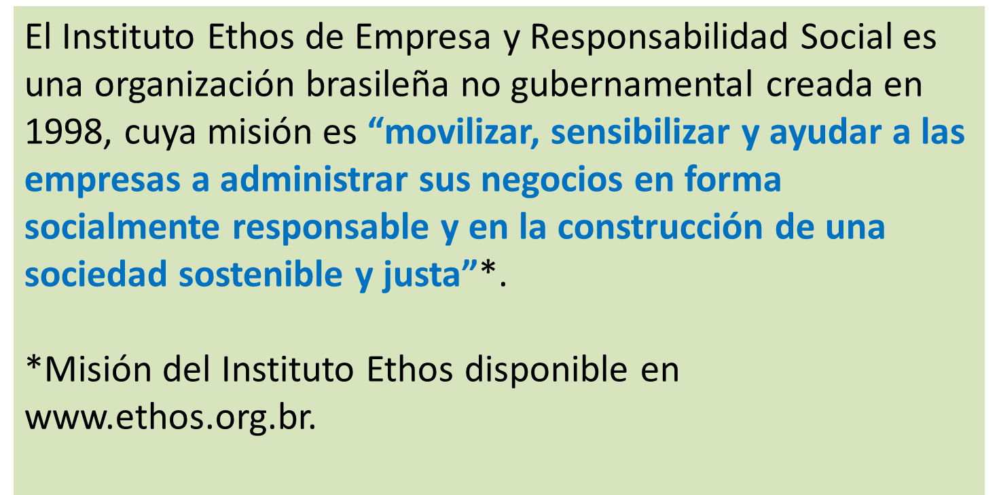 El Instituto Ethos de Empresa y Responsabilidad Social es
una organización brasileña no gubernamental creada en
1998, cuya misión es “movilizar, sensibilizar y ayudar a las
empresas a administrar sus negocios en forma
socialmente responsable y en la construcción de una
sociedad sostenible y justa”*.
*Misión del Instituto Ethos disponible en
www.ethos.org.br.